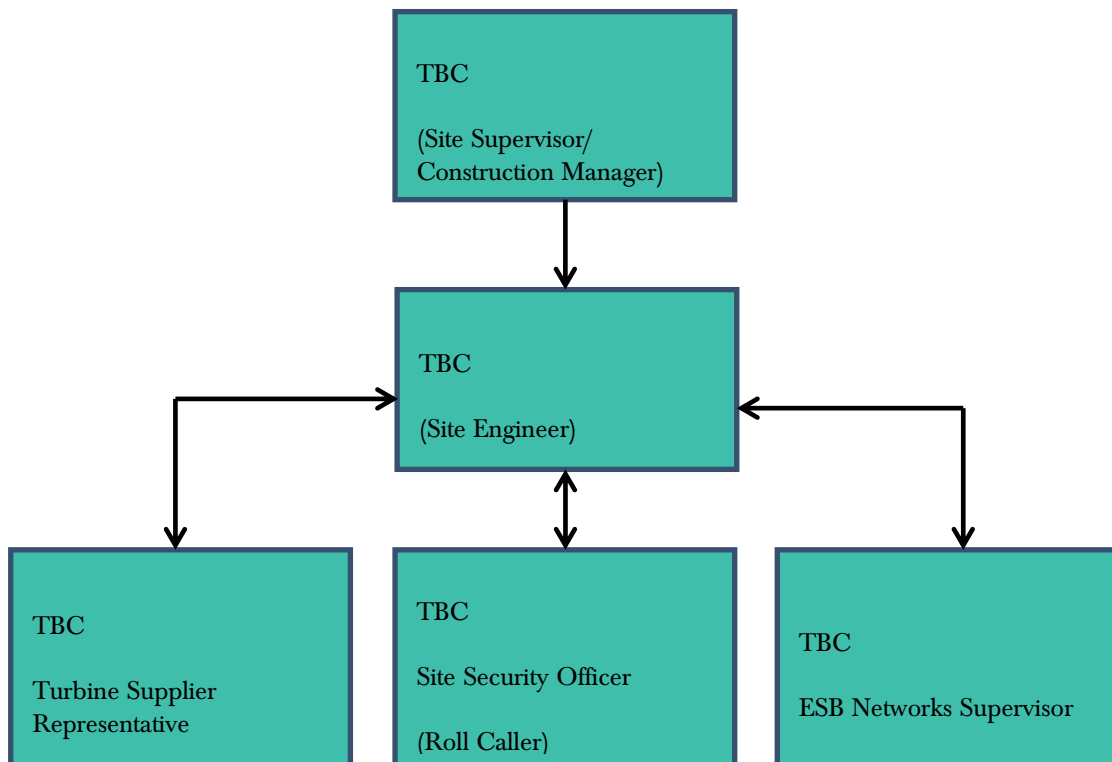 TBC
(Site Supervisor/
Construction Manager)
TBC
(Site Engineer)
TBC
Turbine Supplier
Representative
TBC
Site Security Officer
(Roll Caller)
TBC
ESB Networks Supervisor